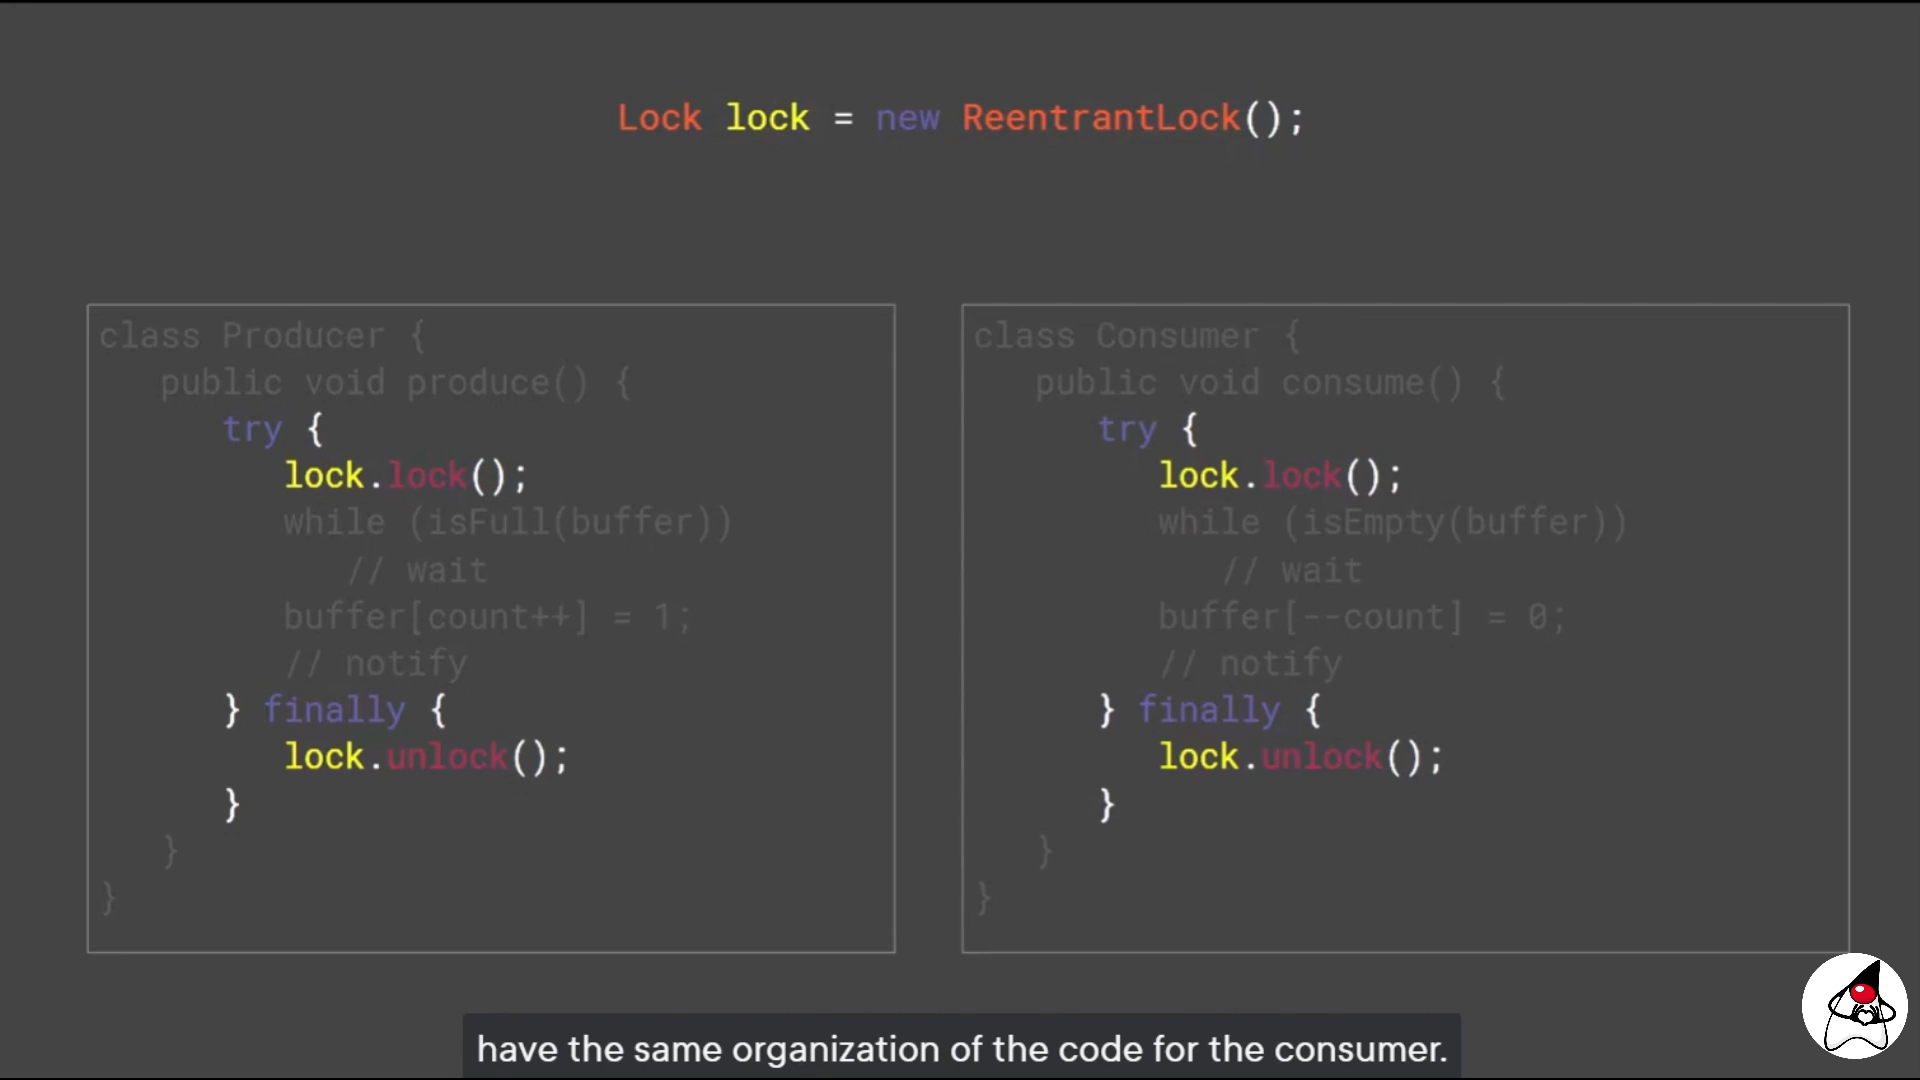 Lock lock = new ReentrantLock();
class Producer {
public void produce() {
try {
lock.lock();
while (isFull(buffer))
// wait
buffer[count++] = 1;
// notify
} finally {
lock.unlock();
}
}
}
class Consumer {
public void consume() {
try {
lock.lock();
while (isEmpty(buffer))
// wait
buffer[--count] = 0;
// notify
} finally {
lock.unlock();
}
}
}
have the same organization of the code for the consumer.